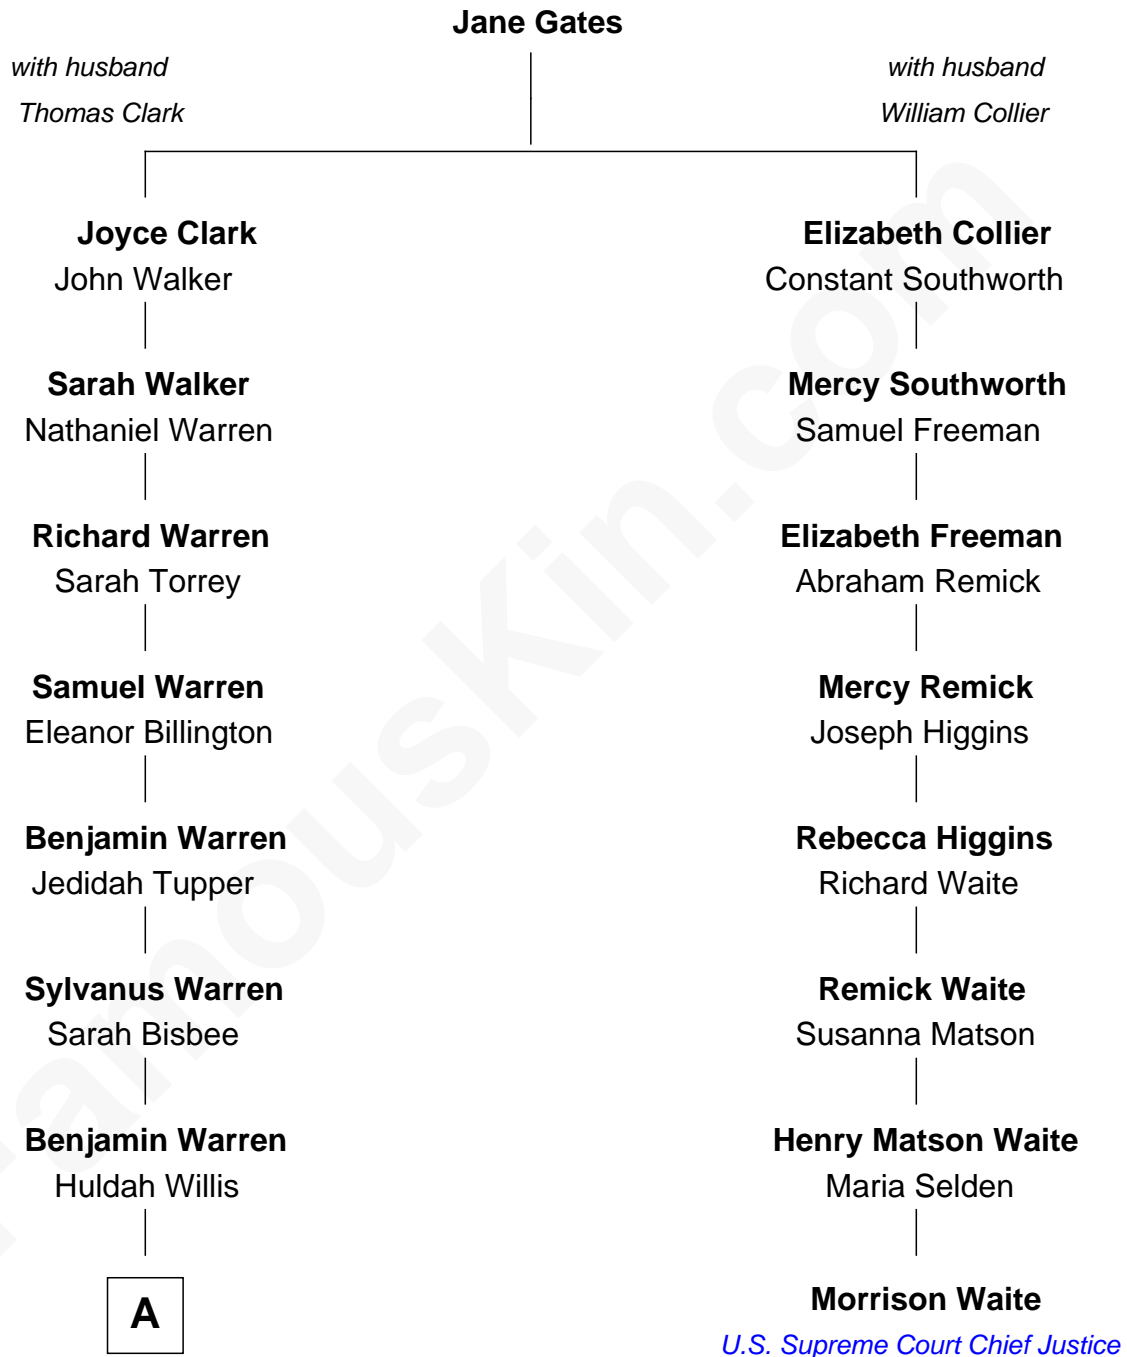 Jane Gates
with husband
Thomas Clark
with husband
William Collier
Joyce Clark
John Walker
Sarah Walker
Nathaniel Warren
Richard Warren
Sarah Torrey
Samuel Warren
Eleanor Billington
Benjamin Warren
Jedidah Tupper
Sylvanus Warren
Sarah Bisbee
Benjamin Warren
Huldah Willis
A
Elizabeth Collier
Constant Southworth
Mercy Southworth
Samuel Freeman
Elizabeth Freeman
Abraham Remick
Mercy Remick
Joseph Higgins
Rebecca Higgins
Richard Waite
Remick Waite
Susanna Matson
Henry Matson Waite
Maria Selden
Morrison Waite
U.S. Supreme Court Chief Justice
FamousKin.com